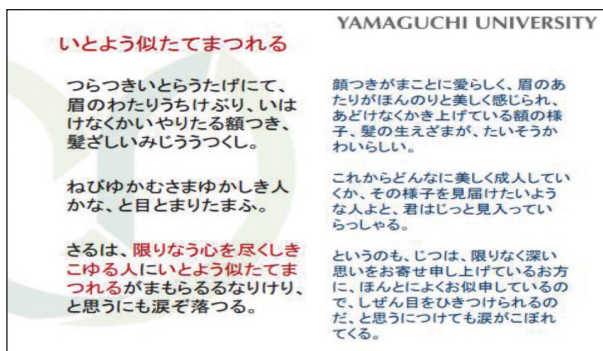 YAMAGUCHI UNIVERSITY
いとよう似たてまつれる
つらつきいとらうたげにて、
眉のわたりうちけぶり、いは
けなくかいやりたる額つき、
髪ざしいみじううつくし。
ねびゆかむさまゆかしき人
かな、と目とまりたまふ。
さるは、限りなう心を尽くしき
こゆる人にいとよう似たてま
つれるがまもらるるなりけり、
と思うにも涙ぞ落つる。
顔つきがまことに愛らしく、眉のあ
たりがほんのりと美しく感じられ、
あどけなくかき上げている額の様
子、髪の生えざまが、たいそうか
わいらしい。
これからどんなに美しく成人してい
くか、その様子を見届けたいよう
な人よと、君はじっと見入ってい
らっしゃる。
というのも、じつは、限りなく深い
思いをお寄せ申し上げているお方
に、ほんとによくお似申しているの
で、しぜん目をひきつけられるの
だ、と思うにつけても涙がこぼれ
てくる。